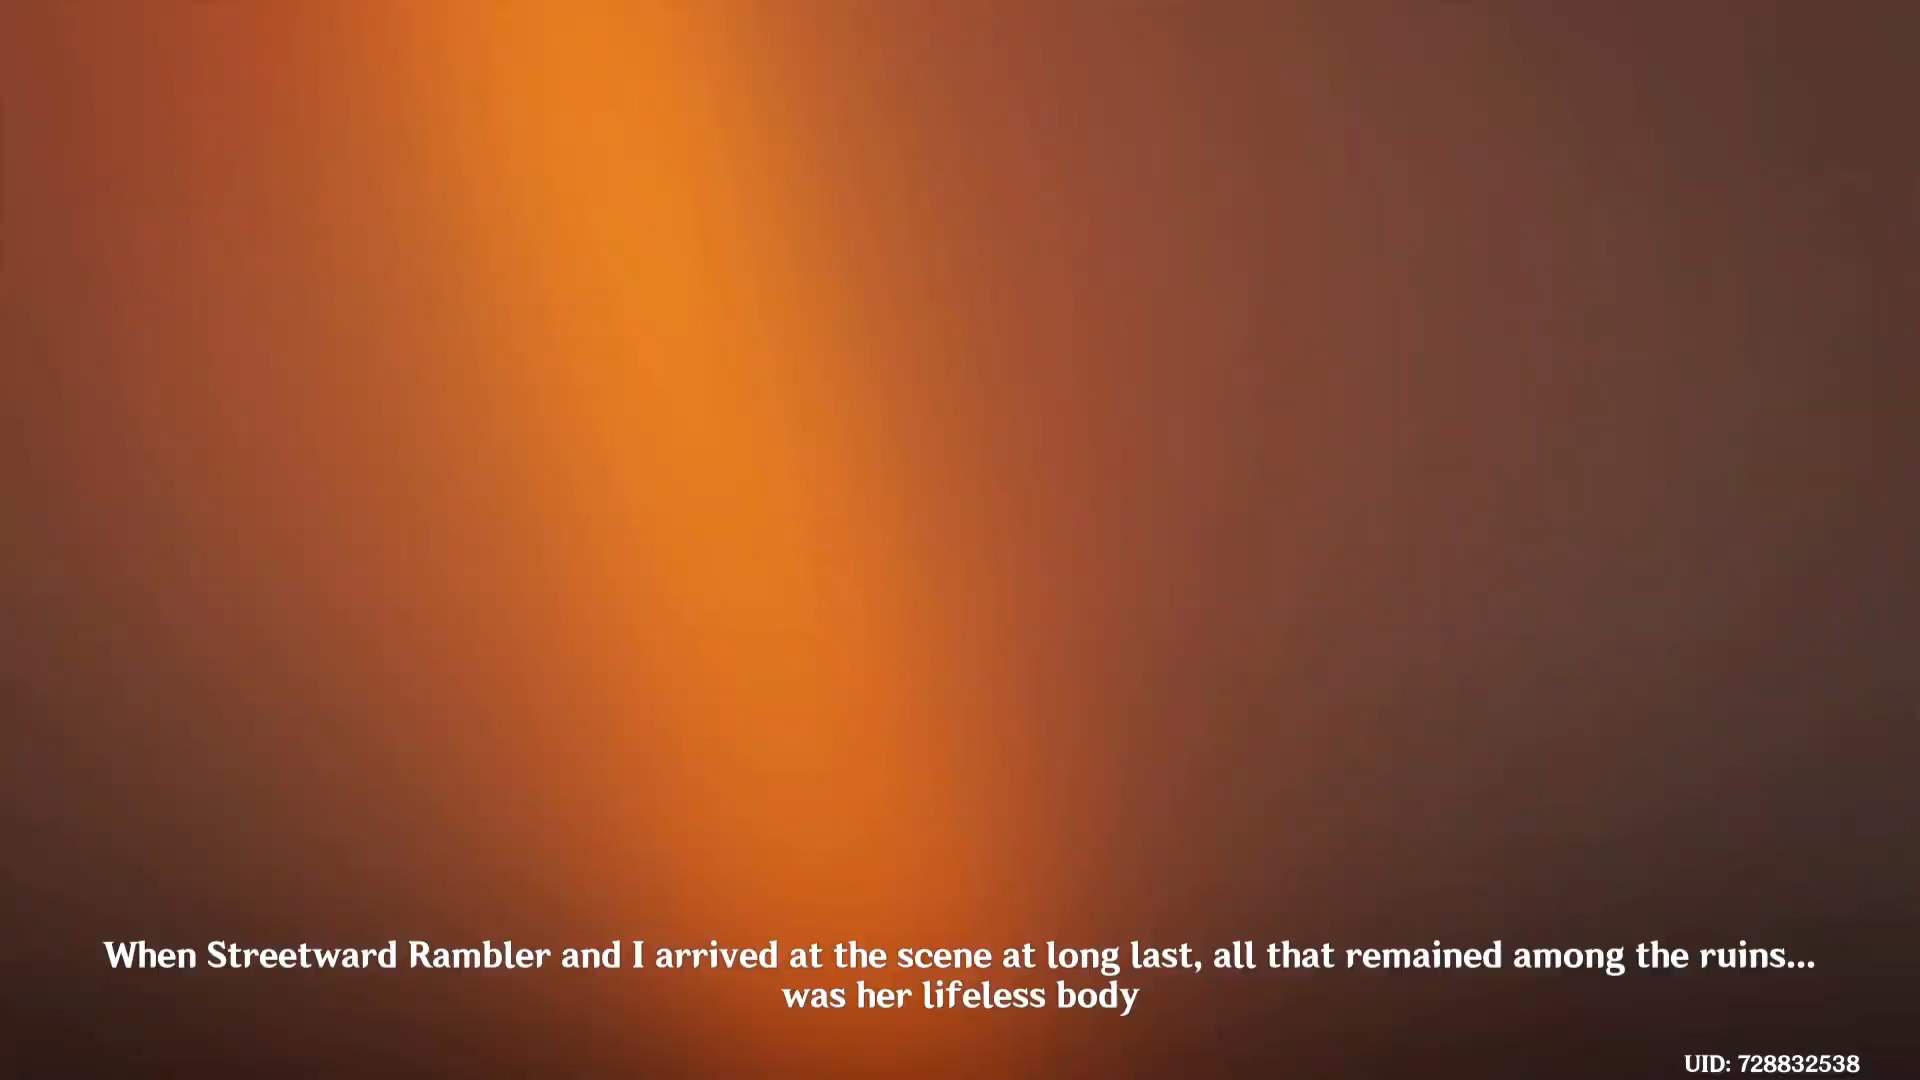 When Streetward Rambler and I arrived at the scene at long last, all that remained among the ruins...
was her lifeless body
UID: 728832538